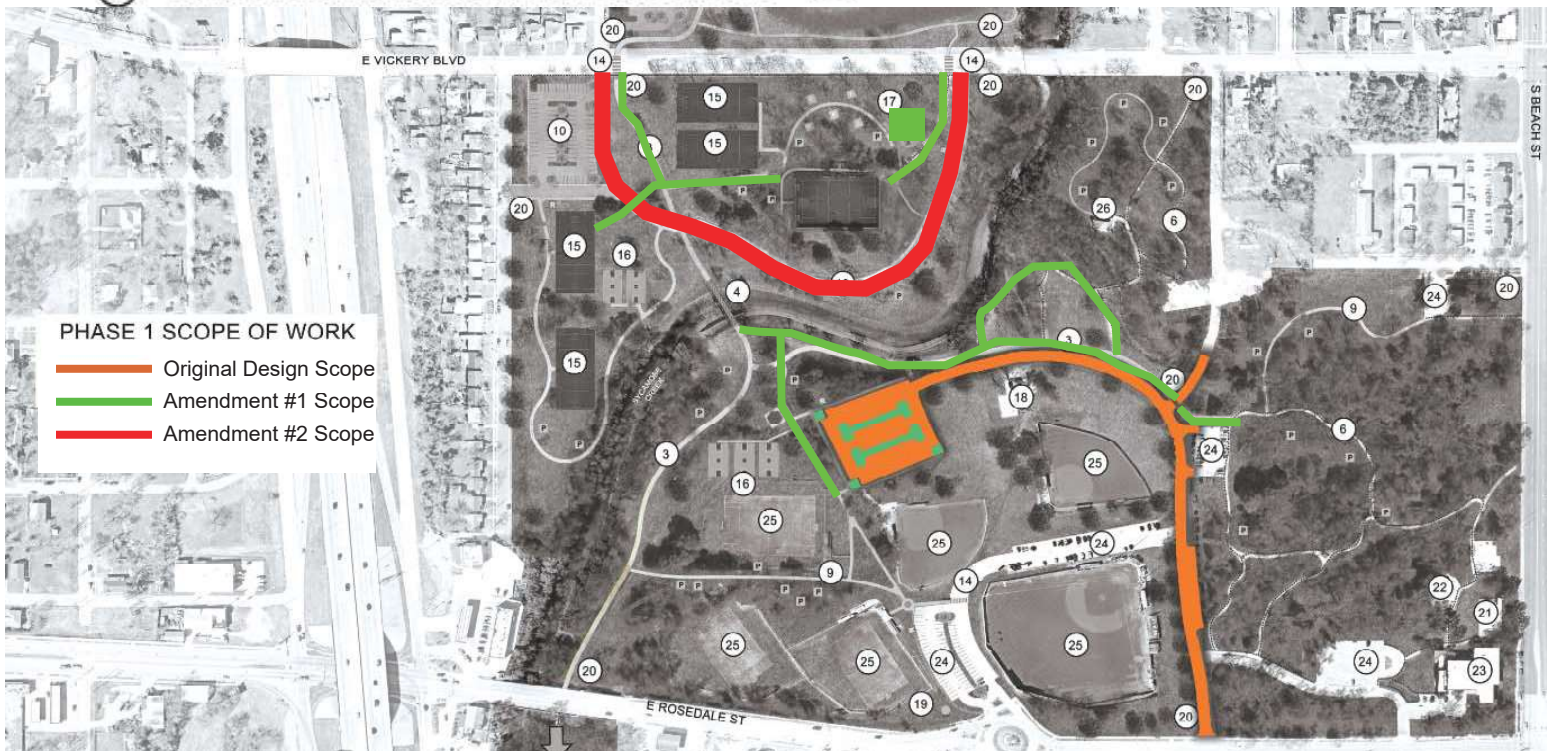 20
20
E VICKERY BLVD
14
14
20
15
17
20
20
10
P
P
P
15
P
P
P
S BEACH ST
20
R
26
6
P
15
16
P
4
P
24
20
9
P
PHASE 1 SCOPE OF WORK
Original Design Scope
Amendment #1 Scope
Amendment #2 Scope
3
15
SYCAMORE
CREEK
P
P
P
20
18
P
P
P
3
16
25
24
6
P
P
25
25
24
P
P
9
14
P
P
P
P
P
22
21
25
25
24
25
24
23
20
19
20
E ROSEDALE ST